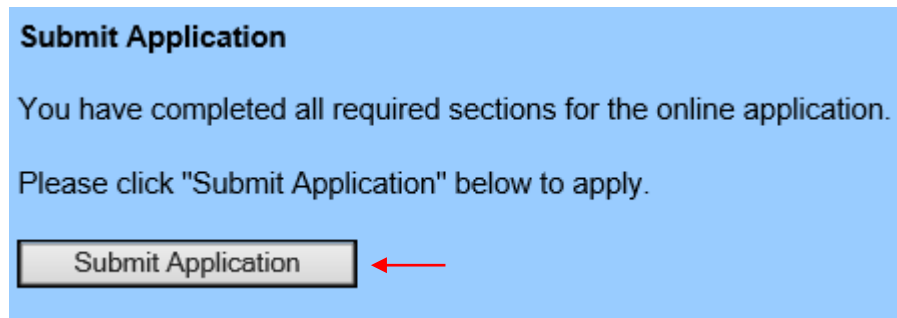 Submit Application
You have completed all required sections for the online application.
Please click "Submit Application" below to apply.
Submit Application